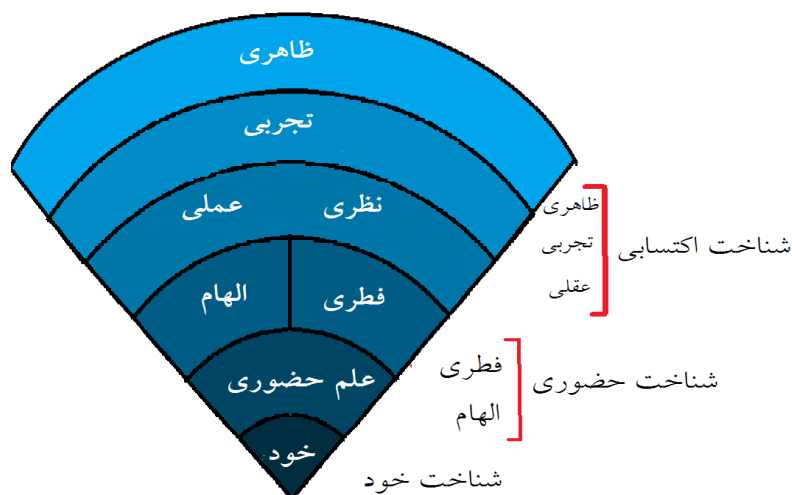 ظاهری
تجربی
نظری عملی
فطری الهام
علم حضوری
خود
ظاهری
تجربی
عقلی
شناخت اکتسابی
فطری
الهام
شناخت حضوری
شناخت خود